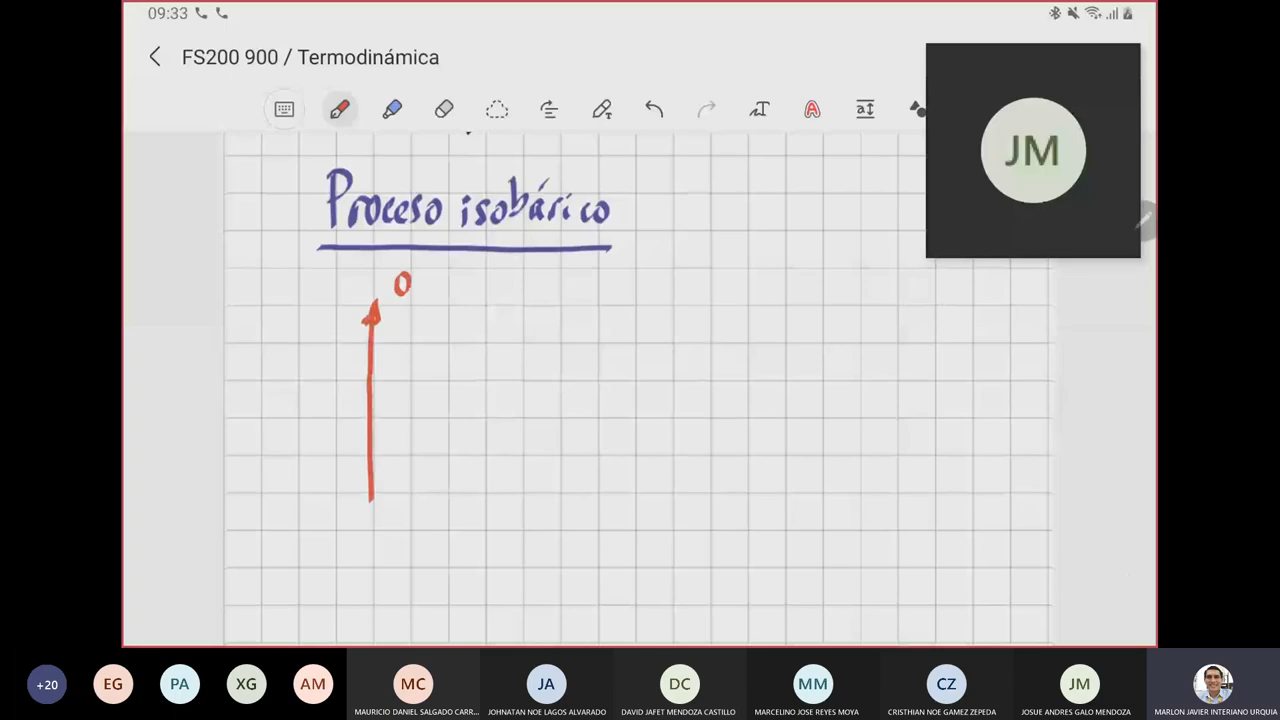 09:33
FS200 900 / Termodinámica
T
A
a
JM
Proceso isobárico
0
+20
EG
PA
XG
AM
MC
JA
DC
MM
CZ
JM
MAURICIO DANIEL SALGADO CARR...
JOHNATAN NOE LAGOS ALVARADO
DAVID JAFET MENDOZA CASTILLO
MARCELINO JOSE REYES MOYA
CRISTHIAN NOE GAMEZ ZEPEDA
JOSUE ANDRES GALO MENDOZA
MARLON JAVIER INTERIANO URQUIA